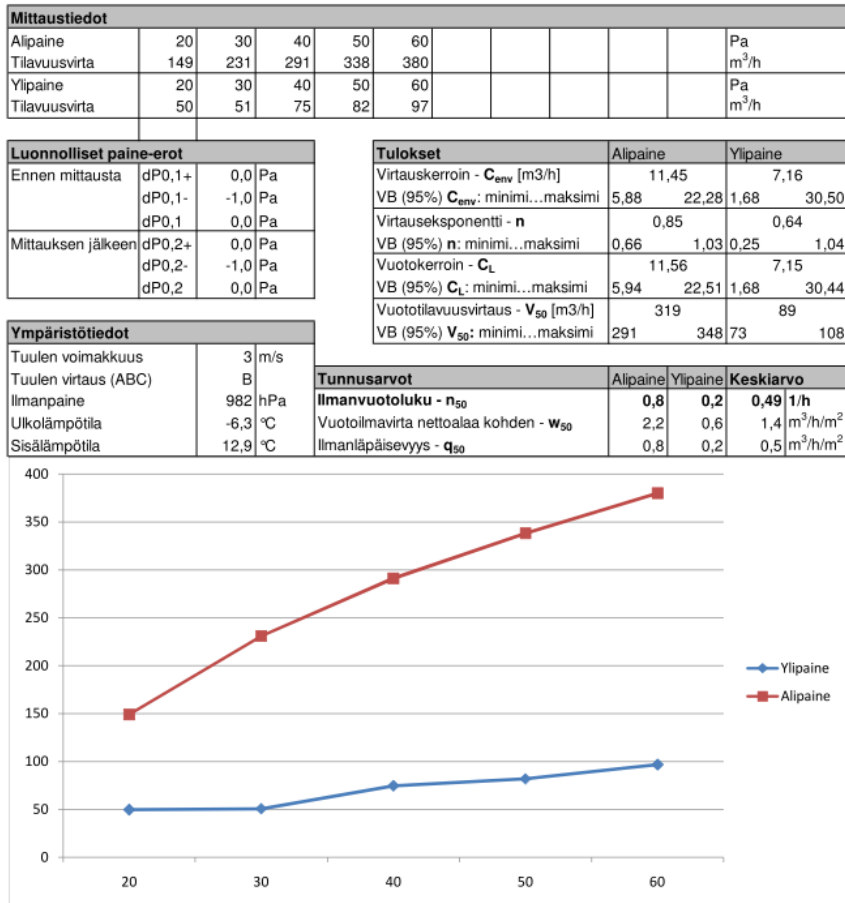 Mittaustiedot
Alipaine 20 30 40 50 60 Pa
Tilavuusvirta 149 231 291 338 380 m³/h
Ylipaine 20 30 40 50 60 Pa
Tilavuusvirta 50 51 75 82 97 m³/h
Luonnolliset paine-erot
Ennen mittausta dP0,1+ 0,0 Pa
dP0,1- -1,0 Pa
dP0,1 0,0 Pa
Mittauksen jälkeen dP0,2+ 0,0 Pa
dP0,2- -1,0 Pa
dP0,2 0,0 Pa
Tulokset Alipaine Ylipaine
Virtauskerroin - Cenv [m3/h] 11,45 7,16
VB (95%) Cenv: minimi...maksimi 5,88 22,28 1,68 30,50
Virtauseksponentti - n 0,85 0,64
VB (95%) n: minimi...maksimi 0,66 1,03 0,25 1,04
Vuotokerroin - CL 11,56 7,15
VB (95%) CL: minimi...maksimi 5,94 22,51 1,68 30,44
Vuototilavuusvirtaus - V50 [m3/h] 319 89
VB (95%) V50: minimi...maksimi 291 348 73 108
Ympäristötiedot
Tuulen voimakkuus 3 m/s
Tuulen virtaus (ABC) B
Ilmanpaine 982 hPa
Ulkolämpötila -6,3 °C
Sisälämpötila 12,9 °C
Tunnusarvot Alipaine Ylipaine Keskiarvo
Ilmanvuotoluku - n50 0,8 0,2 0,49 1/h
Vuotoilmavirta nettoalaa kohden - w50 2,2 0,6 1,4 m³/h/m²
Ilmanläpäisevyys - q50 0,8 0,2 0,5 m³/h/m²
400
350
300
250
200
150
100
50
0
20 30 40 50 60
Ylipaine
Alipaine